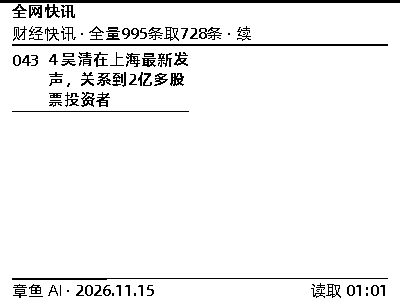 全网快讯
财经快讯 · 全量995条取728条 · 续
043 4 吴清在上海最新发
声，关系到2亿多股
票投资者
章鱼 AI · 2026.11.15 读取 01:01